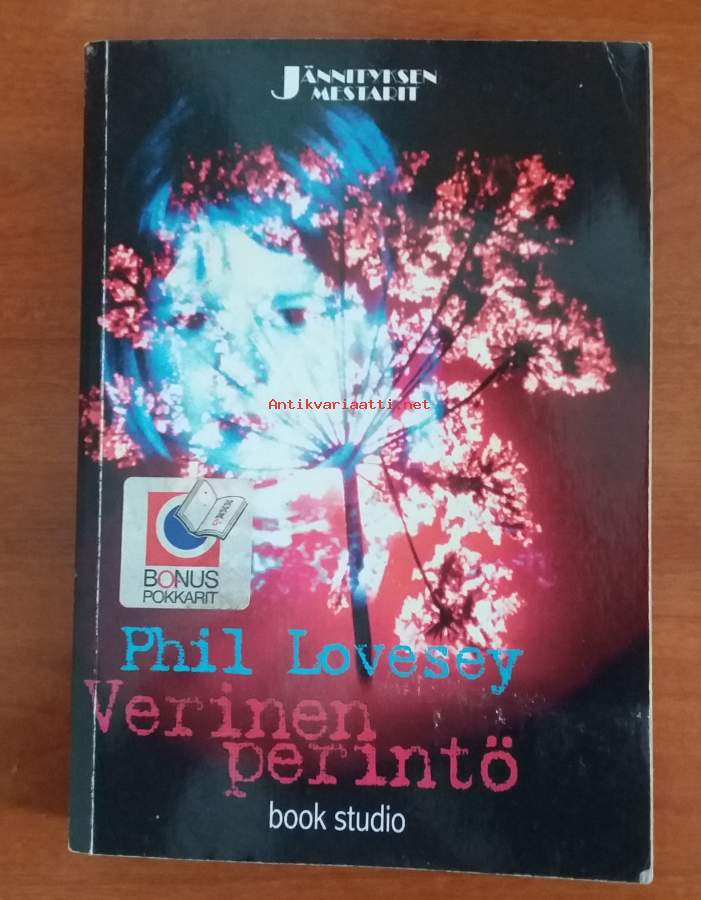 JÄNNITYKSEN
MESTARIT
Antikvariaatti.net
BONUS
POKKARIT
Phil Lovesey
Verinen
perintö
book studio